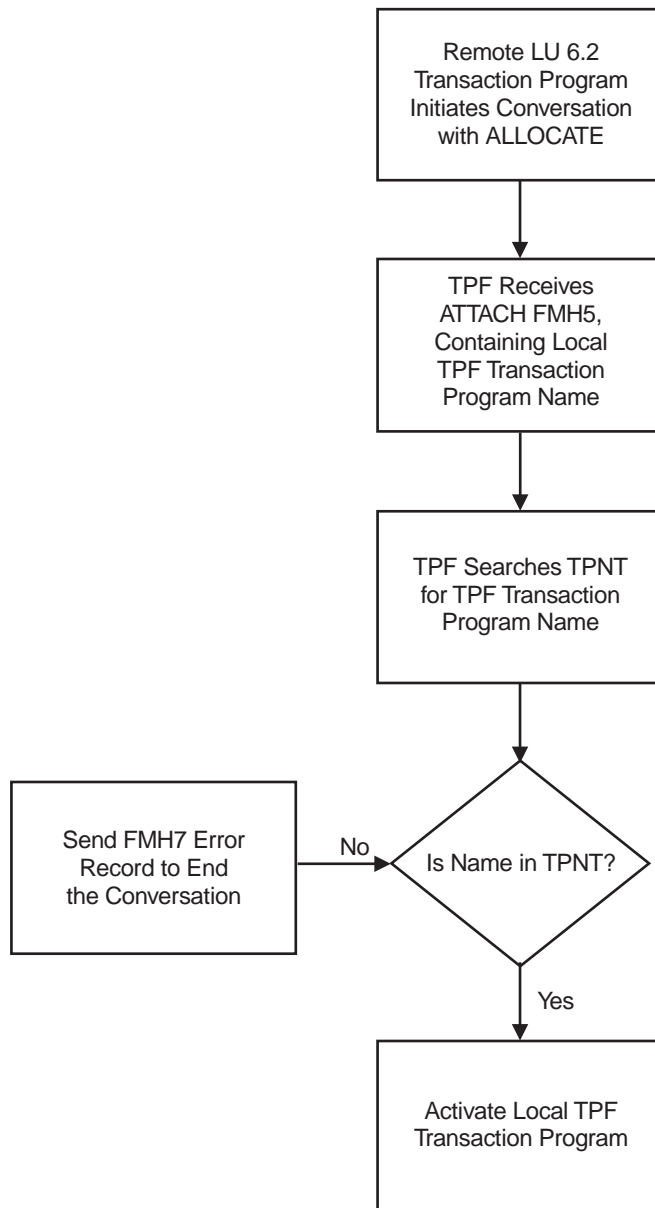 Remote LU 6.2
Transaction Program
Initiates Conversation
with ALLOCATE
TPF Receives
ATTACH FMH5,
Containing Local
TPF Transaction
Program Name
TPF Searches TPNT
for TPF Transaction
Program Name
Send FMH7 Error
Record to End
the Conversation
No
Is Name in TPNT?
Yes
Activate Local TPF
Transaction Program